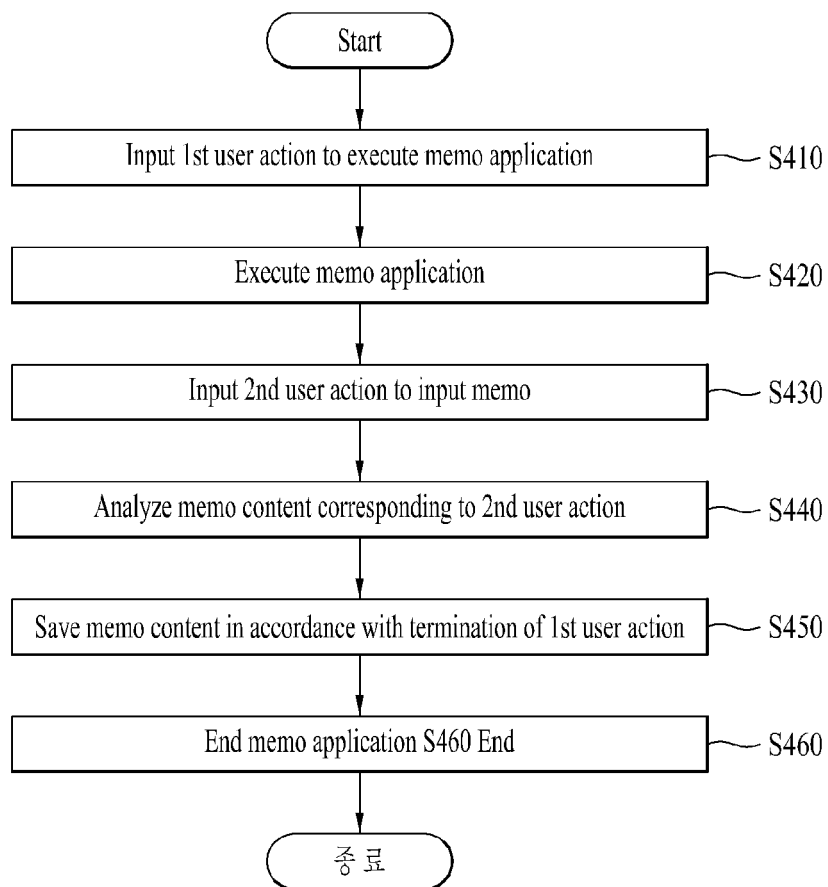 Start
Input 1st user action to execute memo application
S410
Execute memo application
S420
Input 2nd user action to input memo
S430
Analyze memo content corresponding to 2nd user action
S440
Save memo content in accordance with termination of 1st user action
S450
End memo application S460 End
S460
종 료